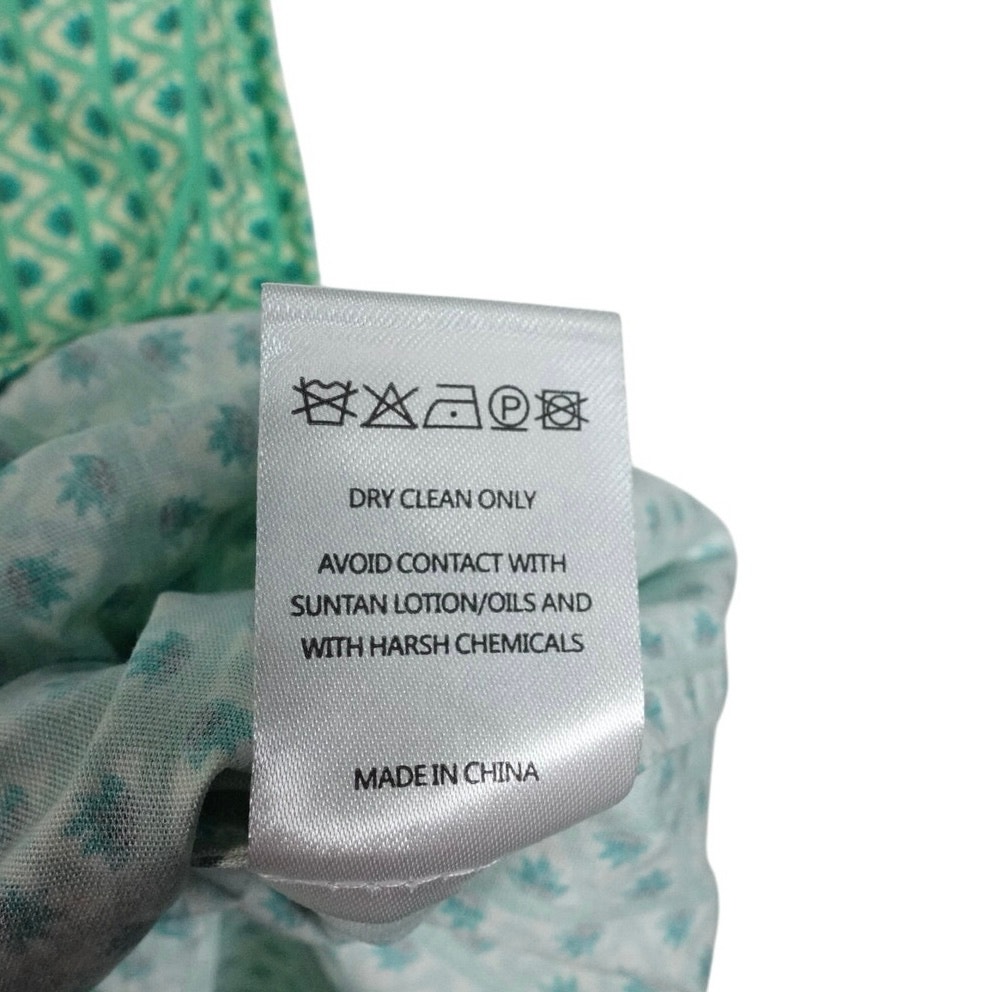 P
DRY CLEAN ONLY
AVOID CONTACT WITH
SUNTAN LOTION/OILS AND
WITH HARSH CHEMICALS
MADE IN CHINA